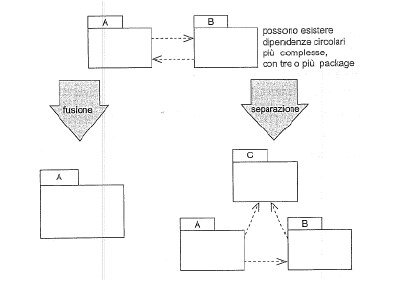 A
B
possono esistere
dipendenze circolari
più complesse,
con tre o più package
fusione
separazione
A
C
A
B